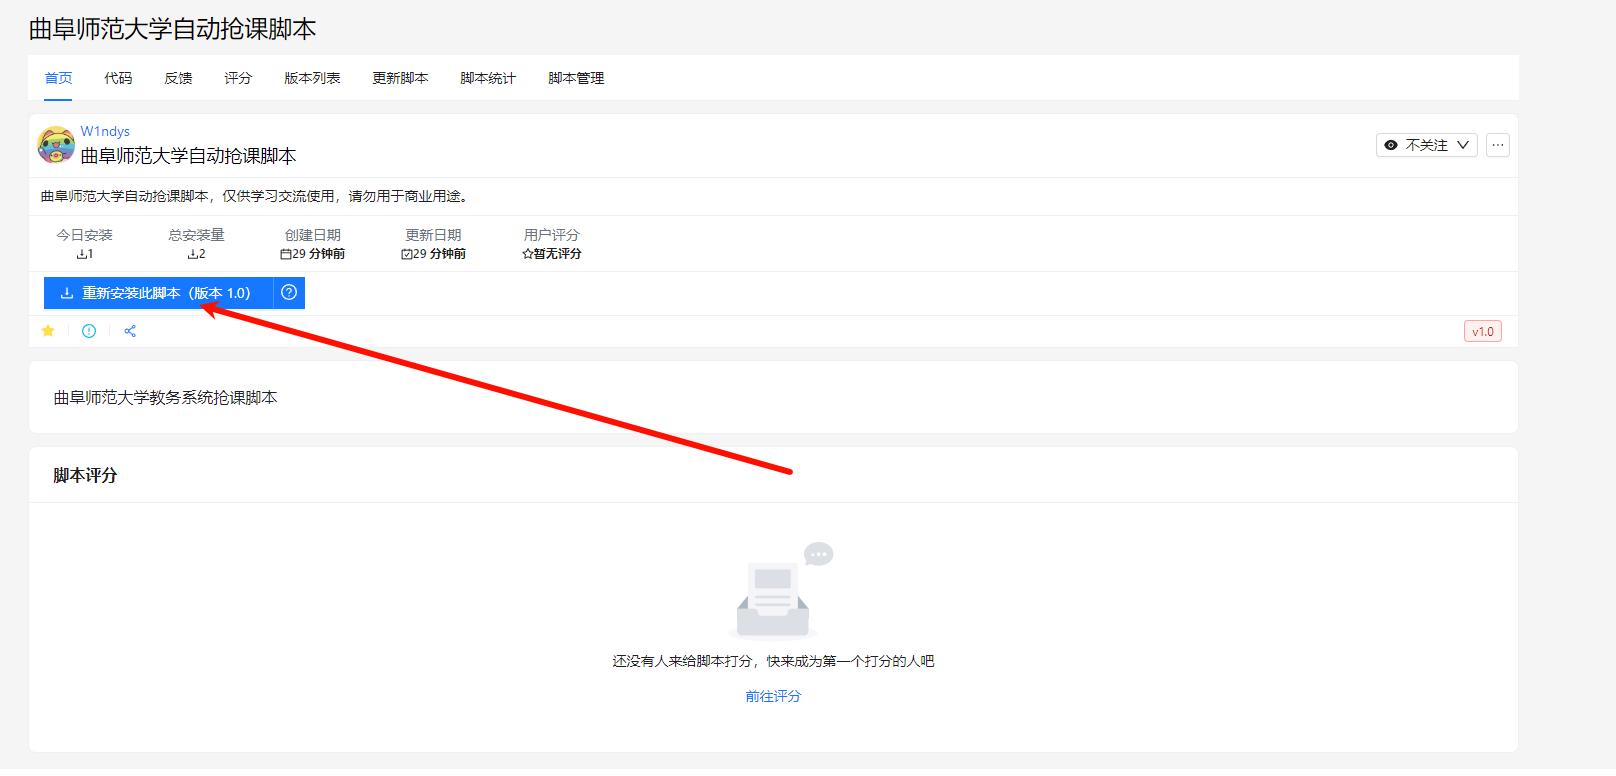 曲阜师范大学自动抢课脚本
首页 代码 反馈 评分 版本列表 更新脚本 脚本统计 脚本管理
W1ndys
曲阜师范大学自动抢课脚本
不关注
曲阜师范大学自动抢课脚本，仅供学习交流使用，请勿用于商业用途。
今日安装 总安装量 创建日期 更新日期 用户评分
1 2 29 分钟前 29 分钟前 暂无评分
重新安装此脚本（版本 1.0）
v1.0
曲阜师范大学教务系统抢课脚本
脚本评分
还没有人来给脚本打分，快来成为第一个打分的人吧
前往评分